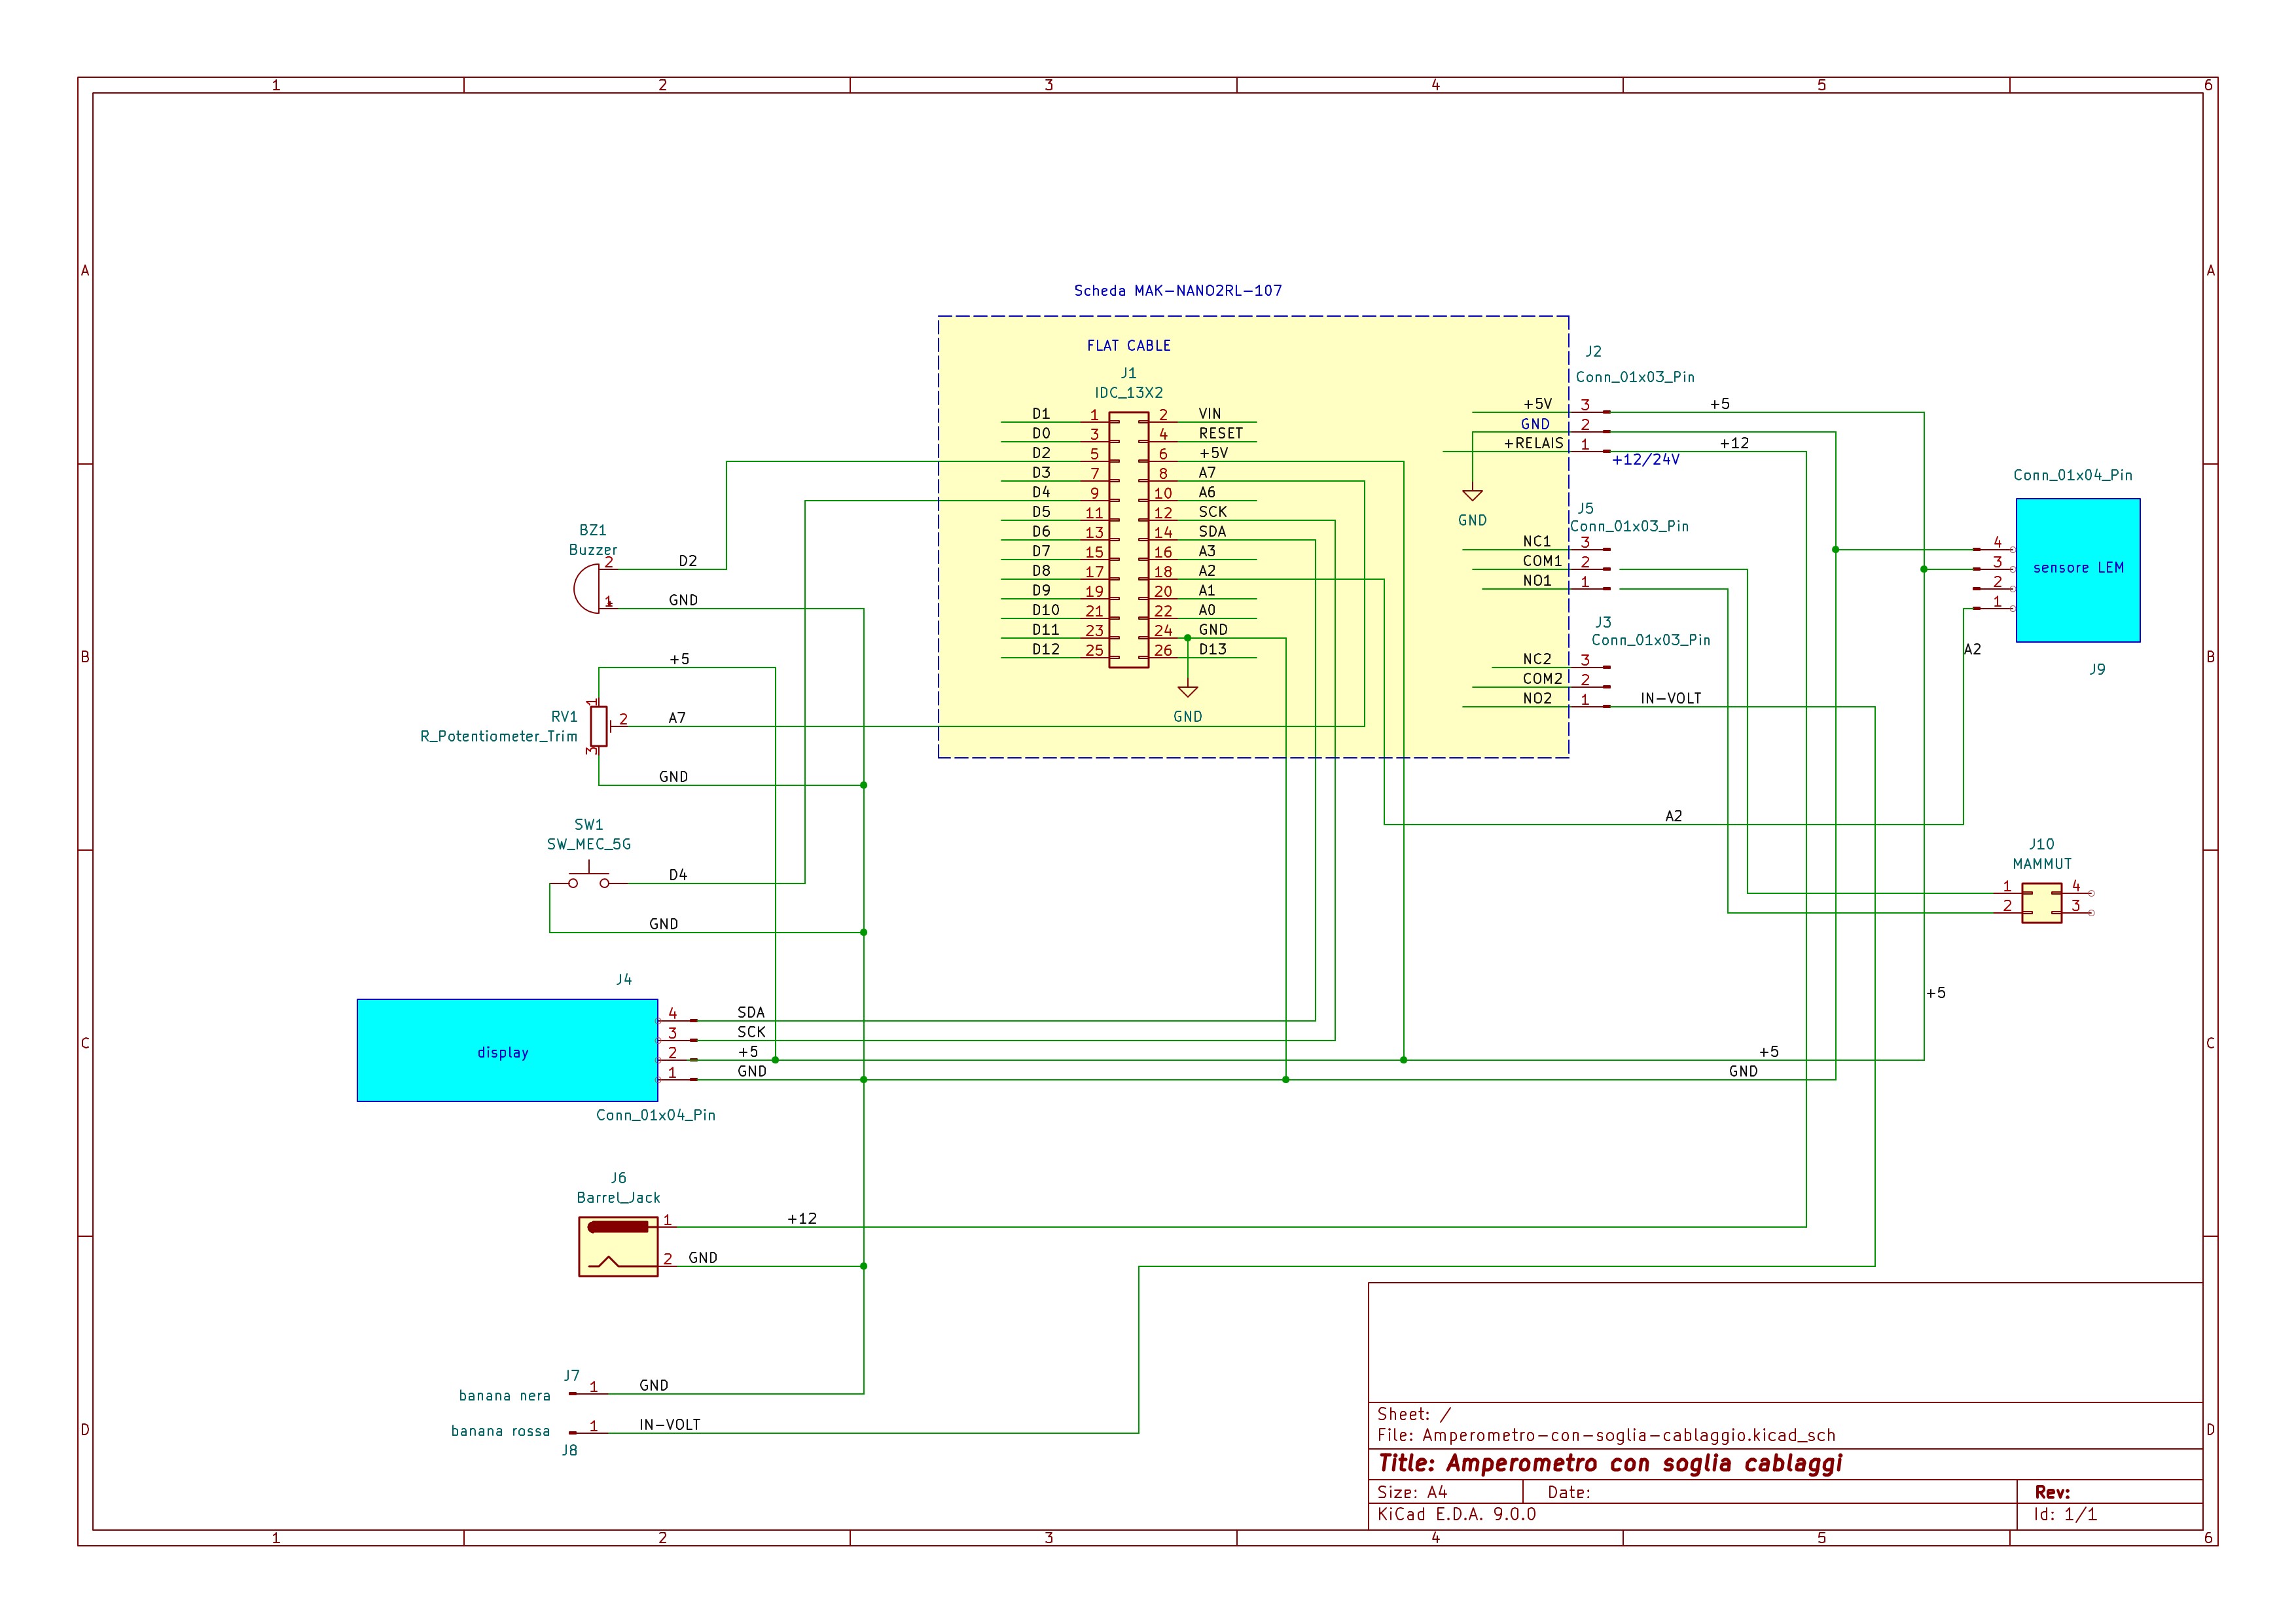 1 2 3 4 5 6
A A
Scheda MAK-NANO2RL-107
FLAT CABLE
J1
IDC_13X2
D1 1 2 VIN
D0 3 4 RESET
D2 5 6 +5V
D3 7 8 A7
D4 9 10 A6
D5 11 12 SCK
D6 13 14 SDA
D7 15 16 A3
D8 17 18 A2
D9 19 20 A1
D10 21 22 A0
D11 23 24 GND
D12 25 26 D13
GND
J2
Conn_01x03_Pin
+5V 3 +5
GND 2
+RELAIS 1 +12
+12/24V
GND
J5
Conn_01x03_Pin
NC1 3
COM1 2
NO1 1
J3
Conn_01x03_Pin
NC2 3
COM2 2
NO2 1 IN-VOLT
Conn_01x04_Pin
4
3 sensore LEM
2
1
A2
J9
B B
BZ1
Buzzer
2 D2
1 GND
+5
1
RV1 2 A7
R_Potentiometer_Trim
3
GND
A2
SW1
SW_MEC_5G
D4
GND
J10
MAMMUT
1 4
2 3
+5
J4
display
4 SDA
3 SCK
2 +5 +5
1 GND GND
Conn_01x04_Pin
C C
J6
Barrel_Jack
1 +12
2 GND
J7
banana nera 1 GND
banana rossa 1 IN-VOLT
J8
D D
Sheet: /
File: Amperometro-con-soglia-cablaggio.kicad_sch
Title: Amperometro con soglia cablaggi
Size: A4 Date: Rev:
KiCad E.D.A. 9.0.0 Id: 1/1
1 2 3 4 5 6